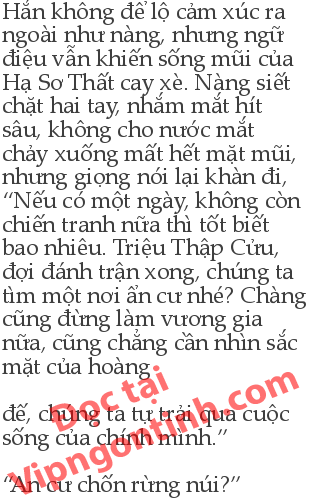 Hắn không để lộ cảm xúc ra
ngoài như nàng, nhưng ngữ
điệu vẫn khiến sống mũi của
Hạ Sơ Thất cay xè. Nàng siết
chặt hai tay, nhắm mắt hít
sâu, không cho nước mắt
chảy xuống mất hết mặt mũi,
nhưng giọng nói lại khàn đi,
“Nếu có một ngày, không còn
chiến tranh nữa thì tốt biết
bao nhiêu. Triệu Thập Cửu,
đợi đánh trận xong, chúng ta
tìm một nơi ẩn cư nhé? Chàng
cũng đừng làm vương gia
nữa, cũng chẳng cần nhìn sắc
mặt của hoàng
đế, chúng ta tự trải qua cuộc
sống của chính mình.”
“An cư chốn rừng núi?”
Đọc tại
Vipngontinh.com